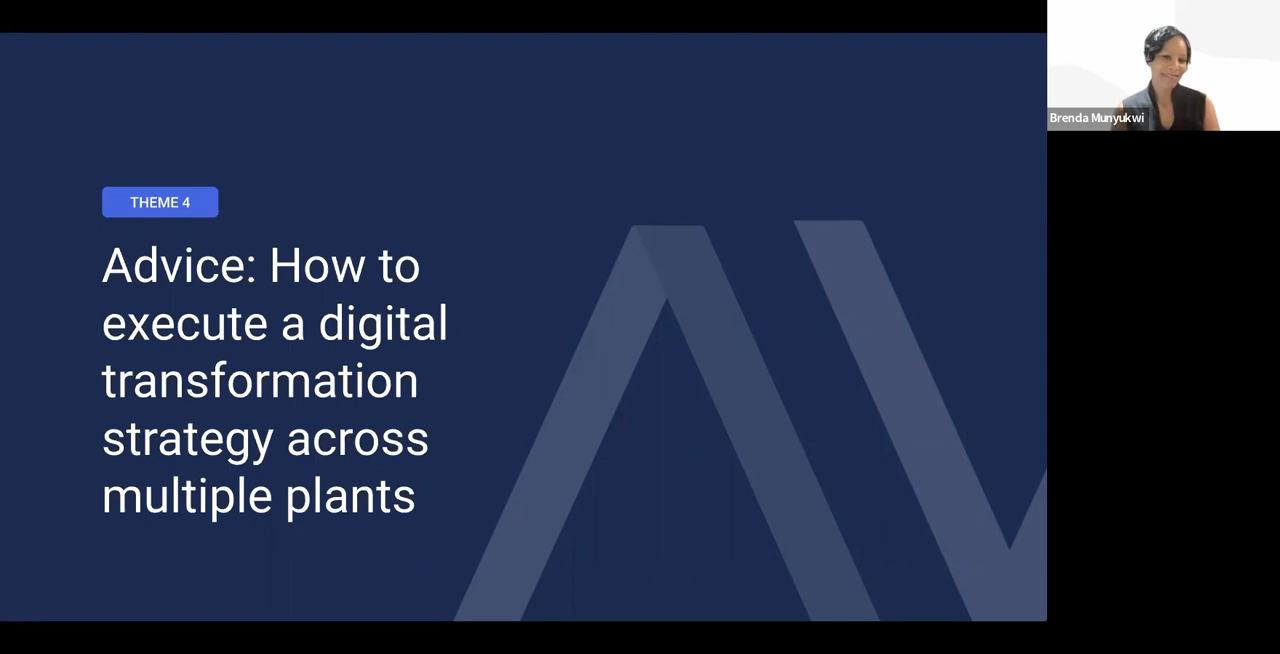 THEME 4
Advice: How to
execute a digital
transformation
strategy across
multiple plants
Brenda Munyukwi